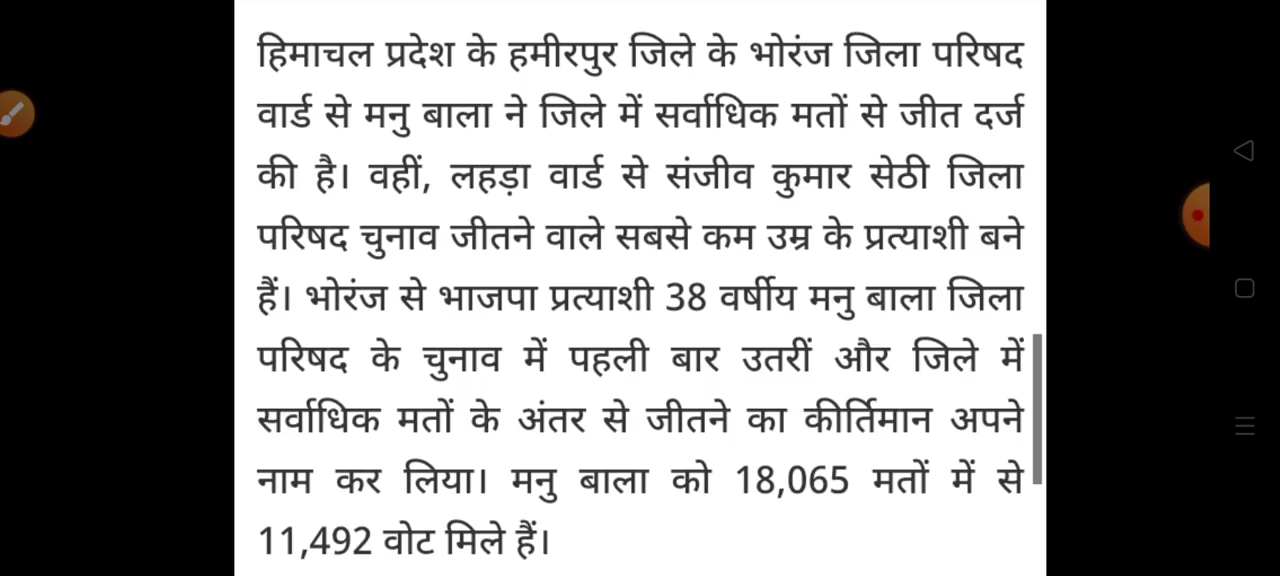 हिमाचल प्रदेश के हमीरपुर जिले के भोरंज जिला परिषद
वार्ड से मनु बाला ने जिले में सर्वाधिक मतों से जीत दर्ज
की है। वहीं, लहड़ा वार्ड से संजीव कुमार सेठी जिला
परिषद चुनाव जीतने वाले सबसे कम उम्र के प्रत्याशी बने
हैं। भोरंज से भाजपा प्रत्याशी 38 वर्षीय मनु बाला जिला
परिषद के चुनाव में पहली बार उतरीं और जिले में
सर्वाधिक मतों के अंतर से जीतने का कीर्तिमान अपने
नाम कर लिया। मनु बाला को 18,065 मतों में से
11,492 वोट मिले हैं।